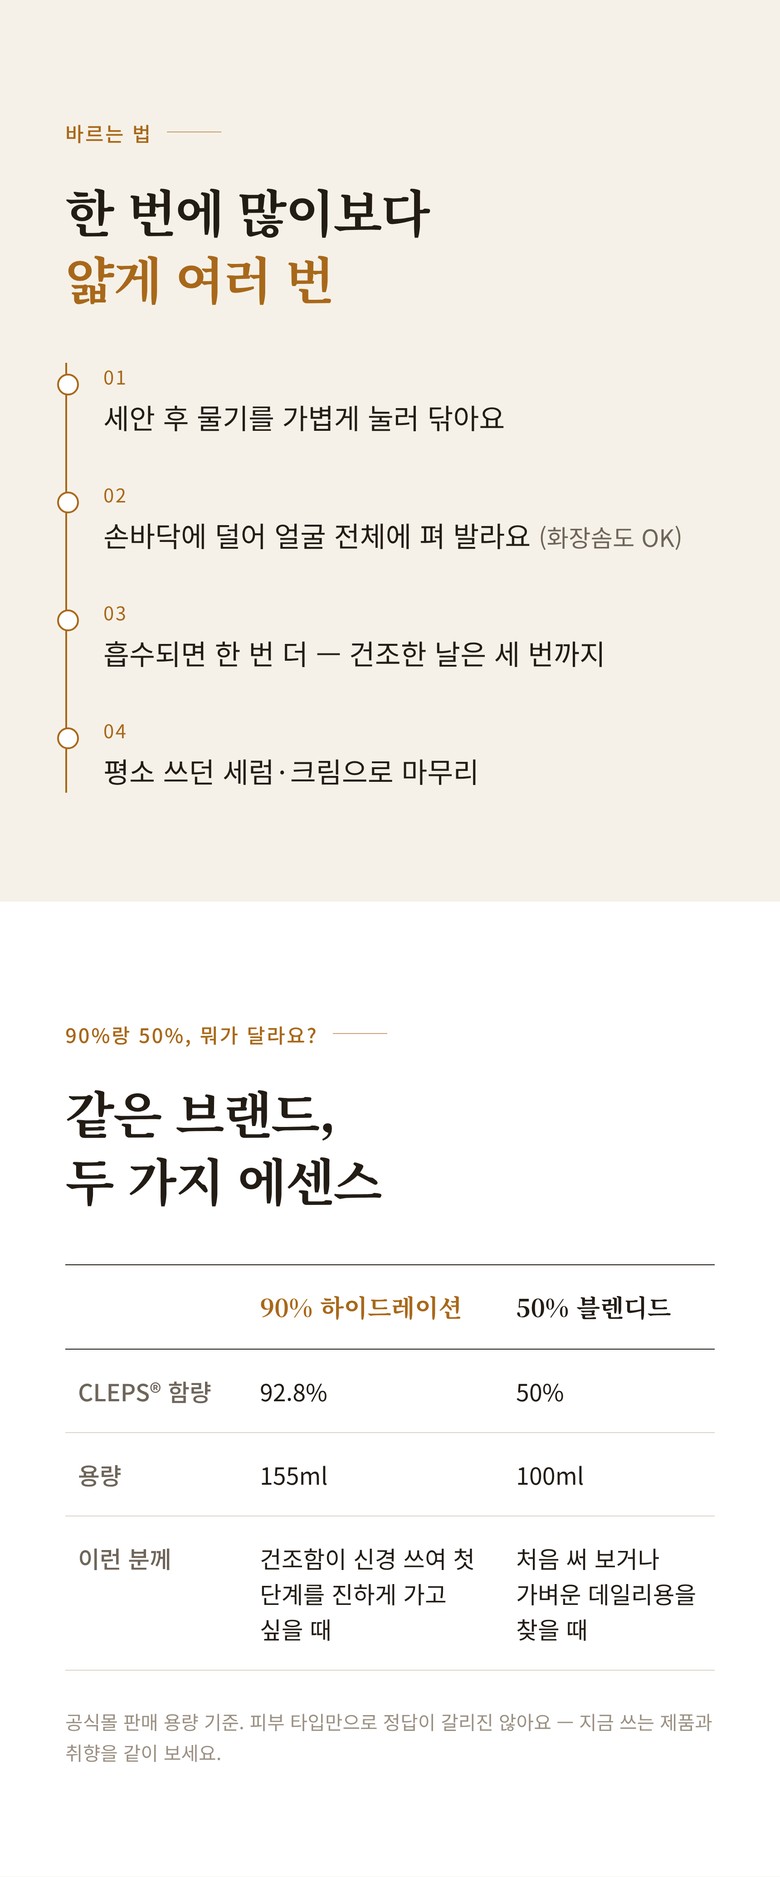 바르는 법
한 번에 많이보다
얇게 여러 번
01
세안 후 물기를 가볍게 눌러 닦아요
02
손바닥에 덜어 얼굴 전체에 펴 발라요 (화장솜도 OK)
03
흡수되면 한 번 더 — 건조한 날은 세 번까지
04
평소 쓰던 세럼·크림으로 마무리
90%랑 50%, 뭐가 달라요?
같은 브랜드,
두 가지 에센스
90% 하이드레이션 50% 블렌디드
CLEPS® 함량 92.8% 50%
용량 155ml 100ml
이런 분께 건조함이 신경 쓰여 첫 처음 써 보거나
단계를 진하게 가고 가벼운 데일리용을
싶을 때 찾을 때
공식몰 판매 용량 기준. 피부 타입만으로 정답이 갈리진 않아요 — 지금 쓰는 제품과
취향을 같이 보세요.